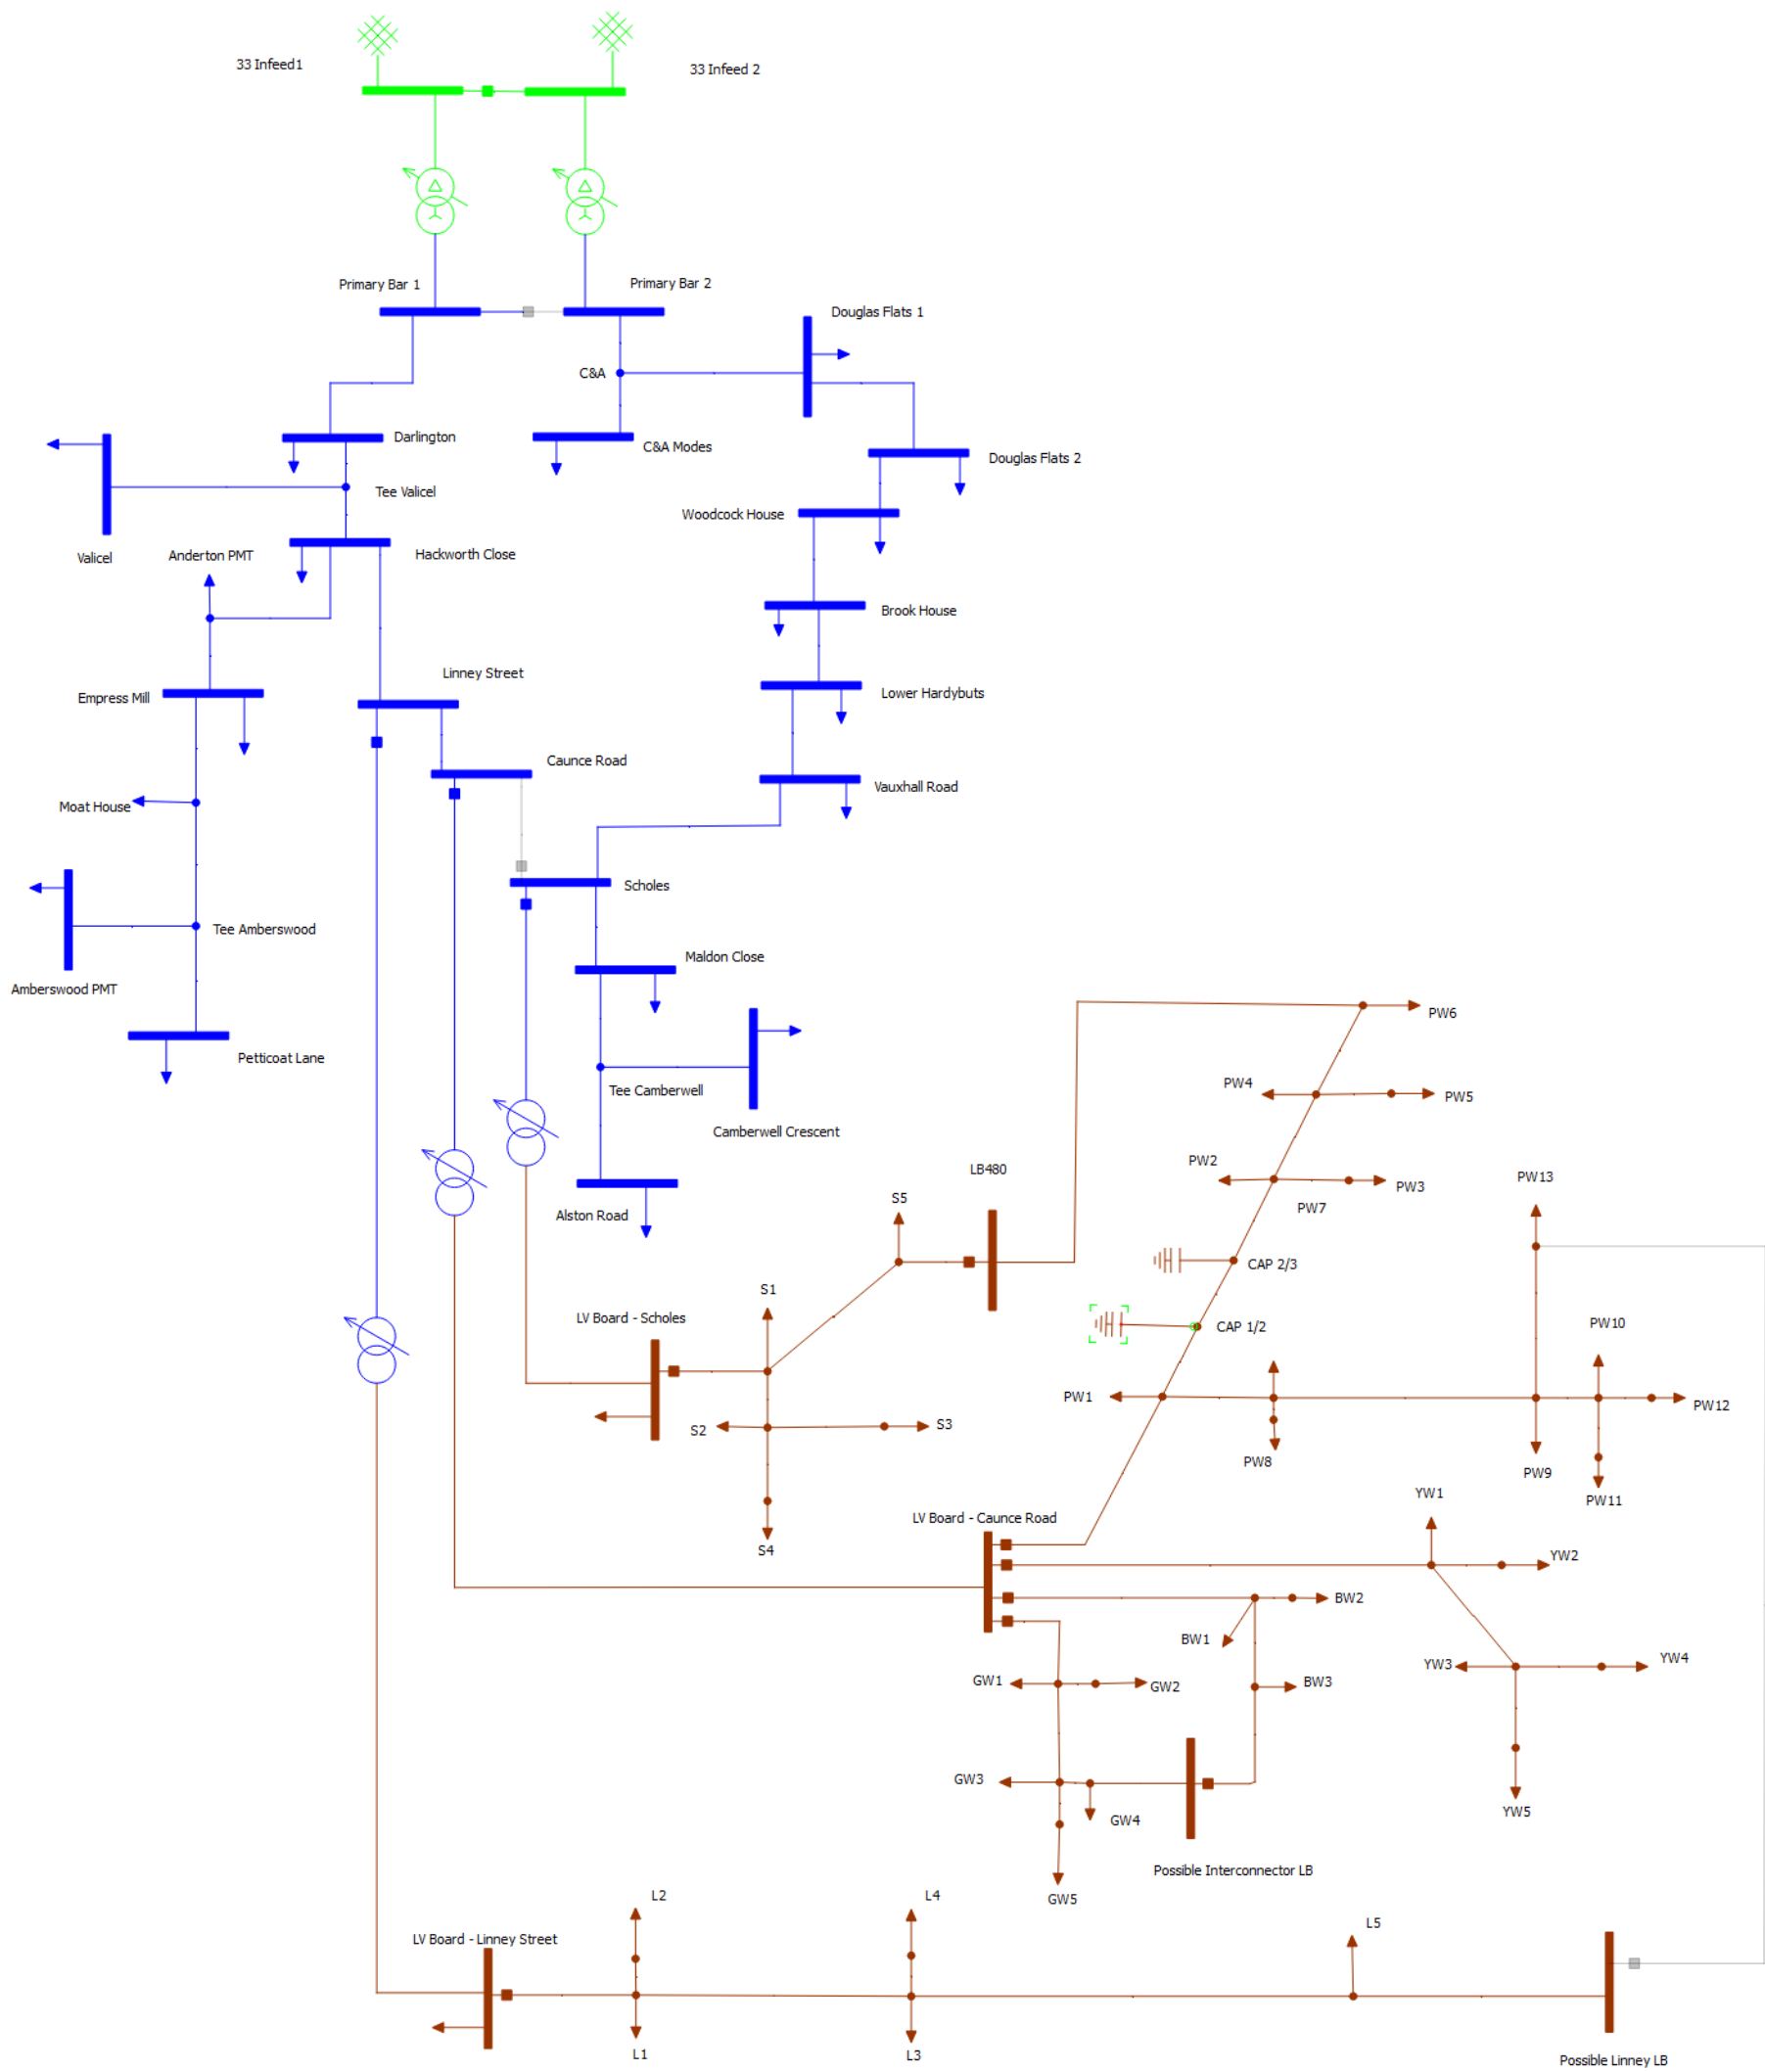 33 Infeed1
33 Infeed 2
Primary Bar 1
Primary Bar 2
Douglas Flats 1
C&A
Darlington
C&A Modes
Douglas Flats 2
Tee Valicel
Woodcock House
Valicel
Anderton PMT
Hackworth Close
Brook House
Linney Street
Empress Mill
Lower Hardybuts
Caunce Road
Vauxhall Road
Moat House
Scholes
Tee Amberswood
Maldon Close
Amberswood PMT
PW6
Petticoat Lane
Tee Camberwell
PW4
PW5
Camberwell Crescent
PW2
LB480
PW13
PW3
S5
PW7
Alston Road
CAP 2/3
S1
LV Board - Scholes
CAP 1/2
PW10
PW1
PW12
S2
S3
PW8
PW9
YW1
PW11
LV Board - Caunce Road
S4
YW2
BW2
BW1
YW3
YW4
GW1
GW2
BW3
GW3
YW5
GW4
Possible Interconnector LB
L2
L4
GW5
L5
LV Board - Linney Street
L1
L3
Possible Linney LB